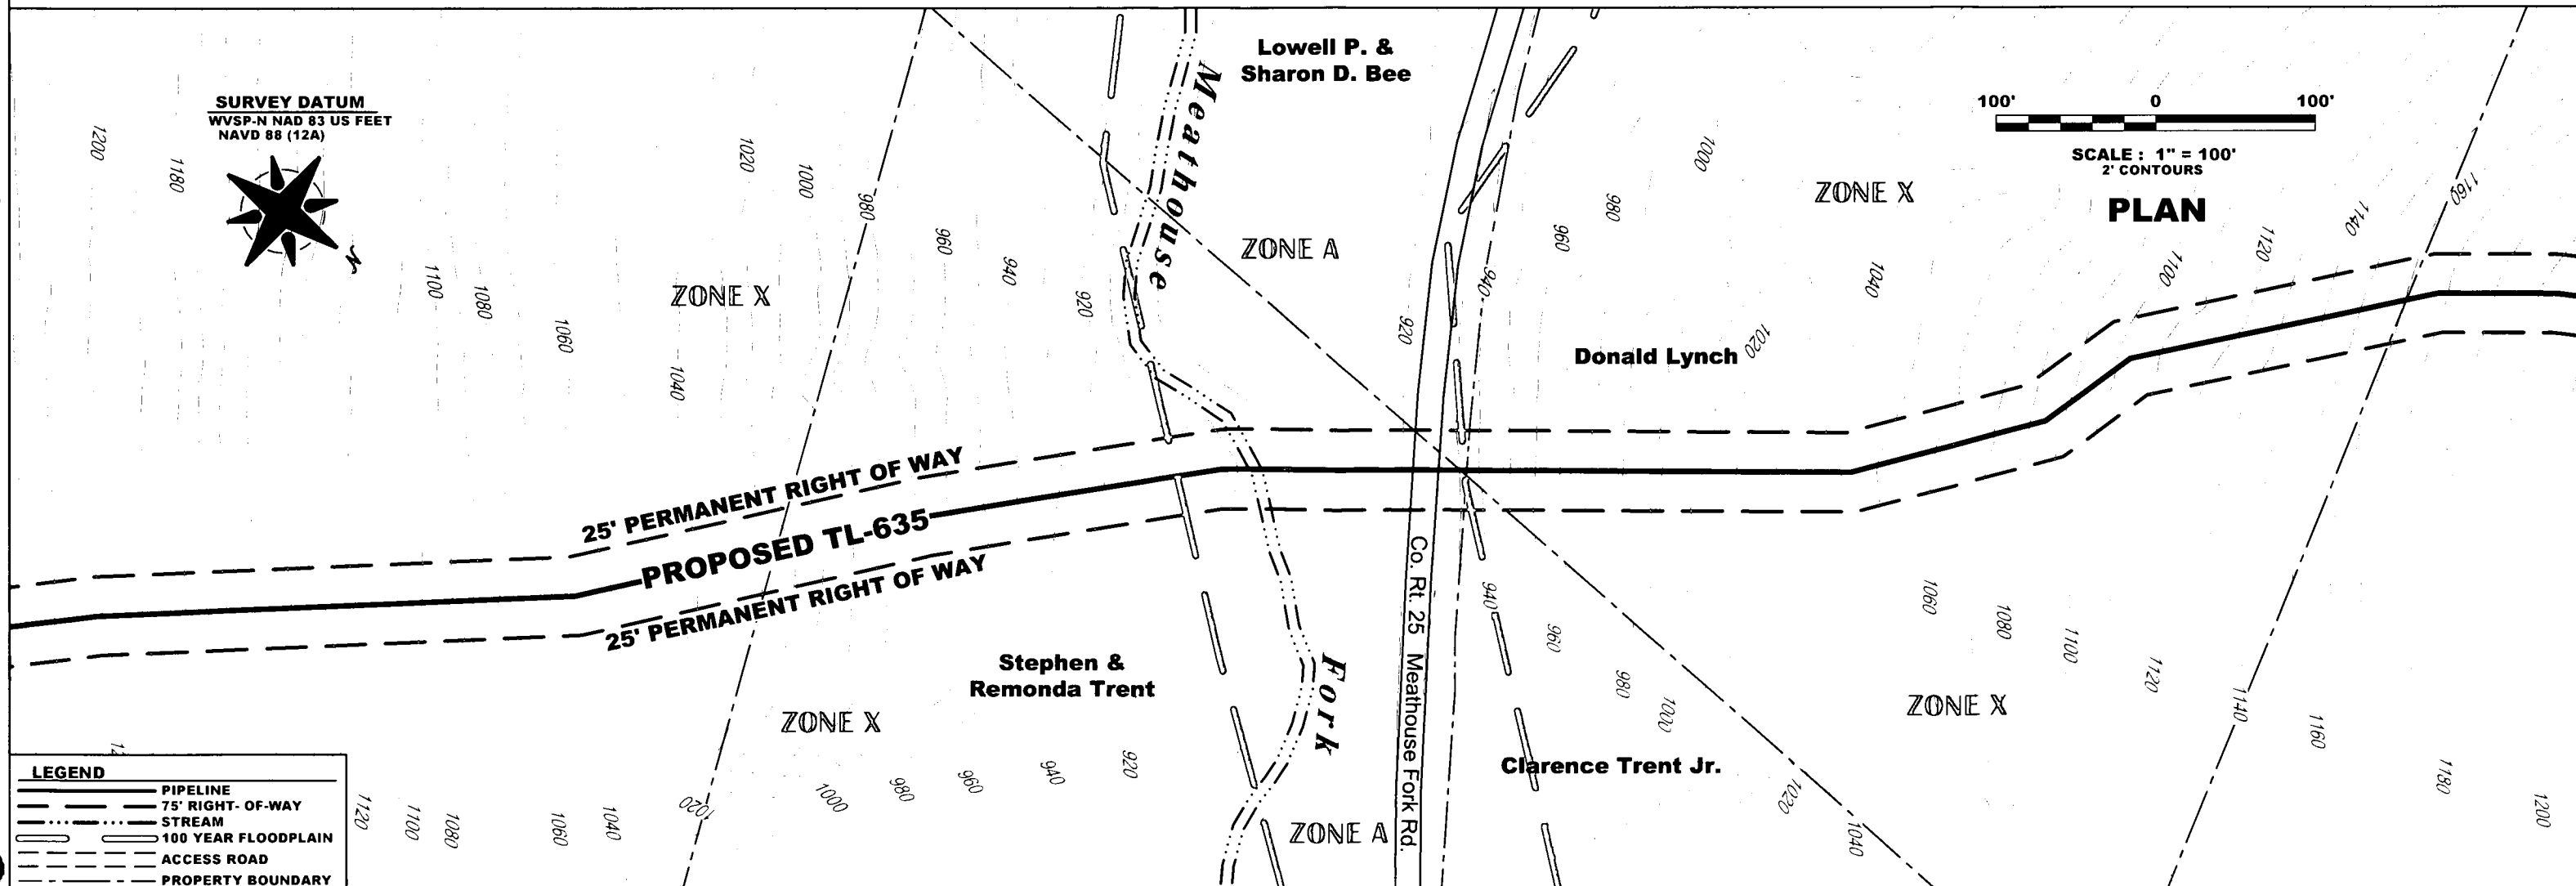 SURVEY DATUM
WVSP-N NAD 83 US FEET
NAVD 88 (12A)
N
Lowell P. &
Sharon D. Bee
Meathouse
Fork
100' 0 100'
SCALE : 1" = 100'
2' CONTOURS
PLAN
ZONE X
ZONE A
ZONE X
1200
1180
1100
1080
1060
1040
1020
1000
980
960
940
920
920
940
960
980
1000
1020
1040
1100
1120
1140
1160
Donald Lynch
25' PERMANENT RIGHT OF WAY
PROPOSED TL-635
25' PERMANENT RIGHT OF WAY
Co. Rt. 25 Meathouse Fork Rd.
Stephen &
Remonda Trent
Clarence Trent Jr.
ZONE X
ZONE A
ZONE X
1120
1100
1080
1060
1040
1020
1000
980
960
940
920
940
960
980
1000
1020
1040
1060
1080
1100
1120
1140
1160
1180
1200
LEGEND
PIPELINE
75' RIGHT- OF-WAY
STREAM
100 YEAR FLOODPLAIN
ACCESS ROAD
PROPERTY BOUNDARY